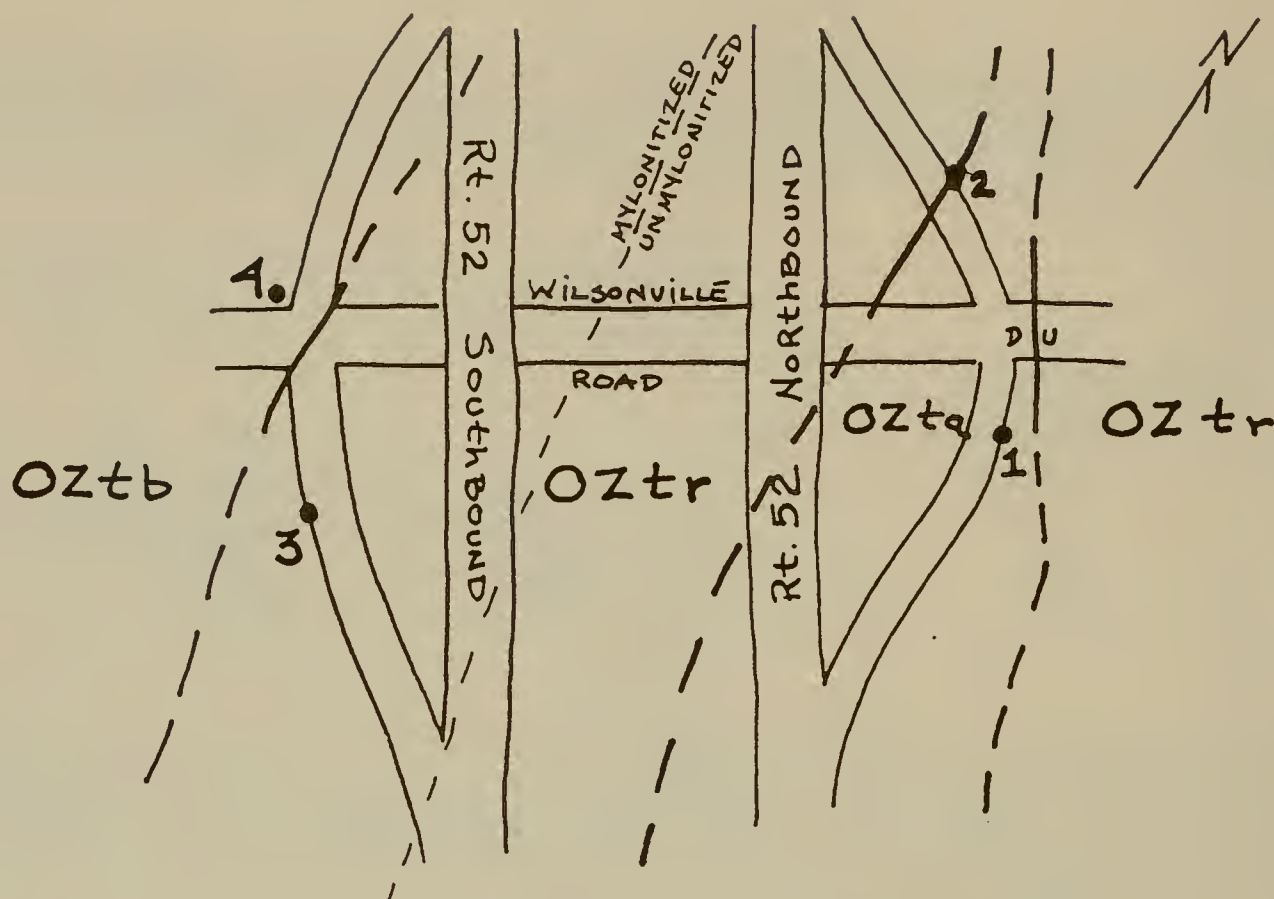 N
MYLONITIZED
UNMYLONITIZED
2
4
Rt. 52 Southbound
WILSONVILLE
ROAD
Rt. 52 NORThBOUND
D U
OZtb
3
OZtr
OZta
1
OZtr